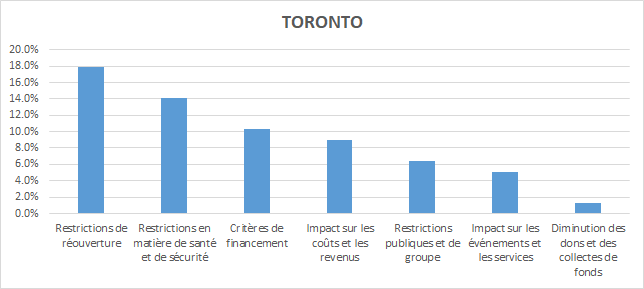 TORONTO
20.0%
18.0%
16.0%
14.0%
12.0%
10.0%
8.0%
6.0%
4.0%
2.0%
0.0%
Restrictions de
réouverture
Restrictions en
matière de santé
et de sécurité
Critères de
financement
Impact sur les
coûts et les
revenus
Restrictions
publiques et de
groupe
Impact sur les
événements et
les services
Diminution des
dons et des
collectes de
fonds